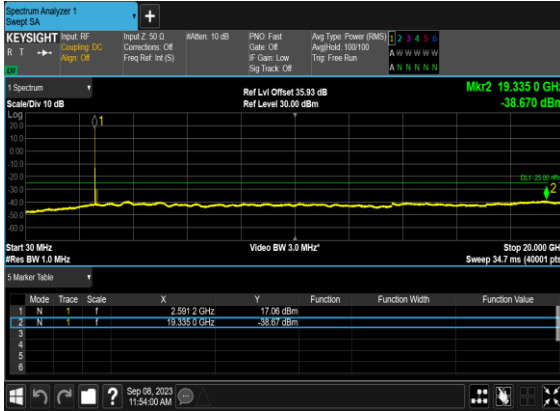 Spectrum Analyzer 1
Swept SA
+
KEYSIGHT Input: RF Input Z: 50 Ω #Atten: 10 dB PNO: Fast Avg Type: Power (RMS) 1 2 3 4 5 6
R T Coupling: DC Corrections: Off Gate: Off Avg|Hold: 100/100 A W W W W W
Align: Off Freq Ref: Int (S) IF Gain: Low Trig: Free Run
Sig Track: Off A N N N N N
1 Spectrum Ref Lvl Offset 35.93 dB Mkr2 19.335 0 GHz
Scale/Div 10 dB Ref Level 30.00 dBm -38.670 dBm
Log
20.0
10.0
0.00
-10.0
-20.0
-30.0
-40.0
-50.0
-60.0
1
DL1 -25.00 dBm
2
Start 30 MHz Video BW 3.0 MHz* Stop 20.000 GHz
#Res BW 1.0 MHz Sweep 34.7 ms (40001 pts)
5 Marker Table
Mode Trace Scale X Y Function Function Width Function Value
1 N 1 f 2.591 2 GHz 17.06 dBm
2 N 1 f 19.335 0 GHz -38.67 dBm
3
4
5
6
? Sep 08, 2023
11:54:00 AM